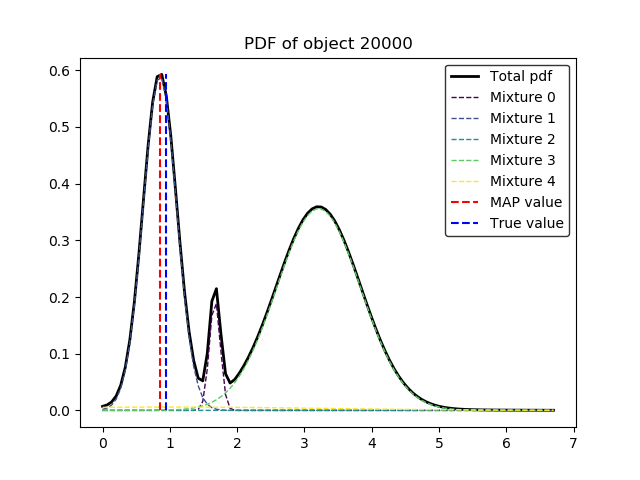 PDF of object 20000
0.6
0.5
0.4
0.3
0.2
0.1
0.0
0 1 2 3 4 5 6 7
Total pdf
Mixture 0
Mixture 1
Mixture 2
Mixture 3
Mixture 4
MAP value
True value